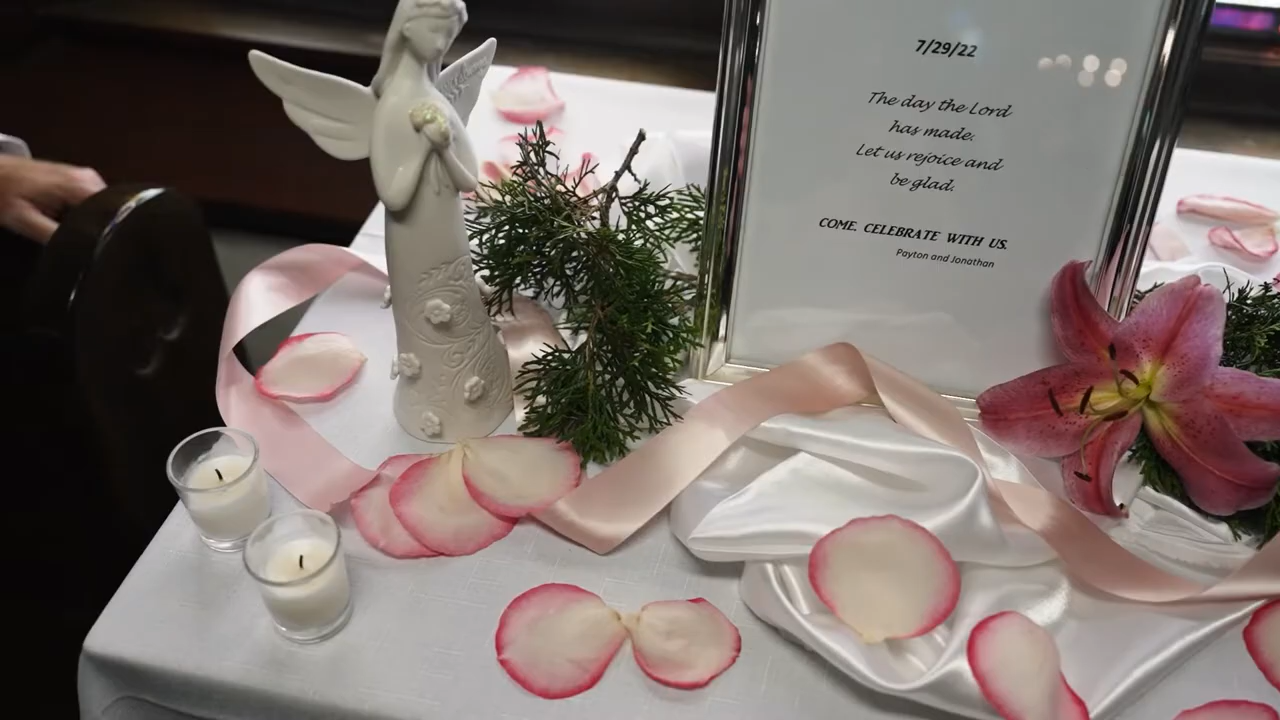 7/29/22
The day the Lord
has made.
Let us rejoice and
be glad.
COME, CELEBRATE WITH US.
Payton and Jonathan